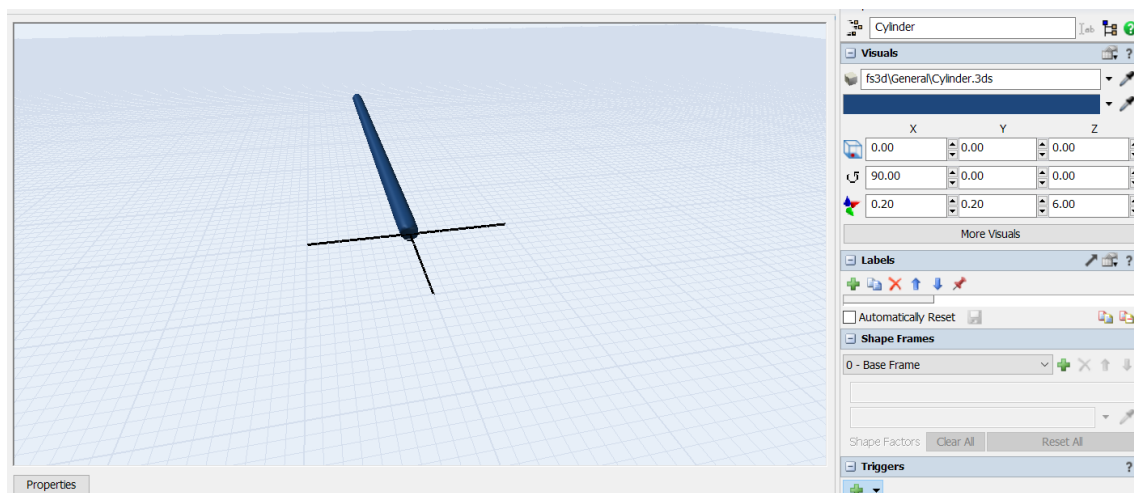 Cylinder
Visuals
?
fs3d\General\Cylinder.3ds
X Y Z
0.00 0.00 0.00
90.00 0.00 0.00
0.20 0.20 6.00
More Visuals
Labels
?
Automatically Reset
Shape Frames
0 - Base Frame
Shape Factors Clear All Reset All
Triggers
?
Properties